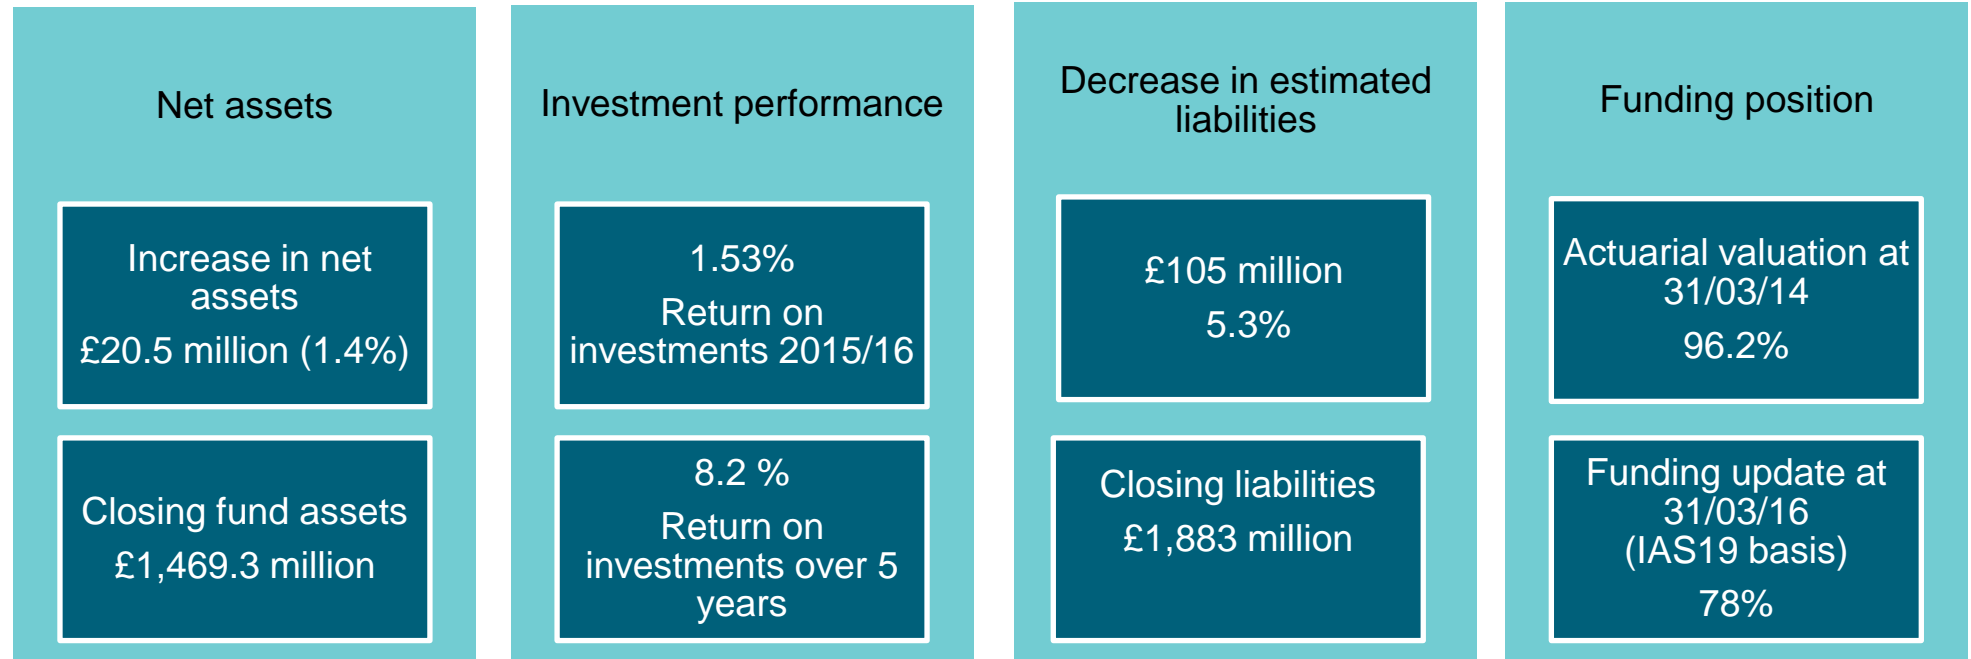 Net assets
Increase in net
assets
£20.5 million (1.4%)
Closing fund assets
£1,469.3 million
Investment performance
1.53%
Return on
investments 2015/16
8.2 %
Return on
investments over 5
years
Decrease in estimated
liabilities
£105 million
5.3%
Closing liabilities
£1,883 million
Funding position
Actuarial valuation at
31/03/14
96.2%
Funding update at
31/03/16
(IAS19 basis)
78%